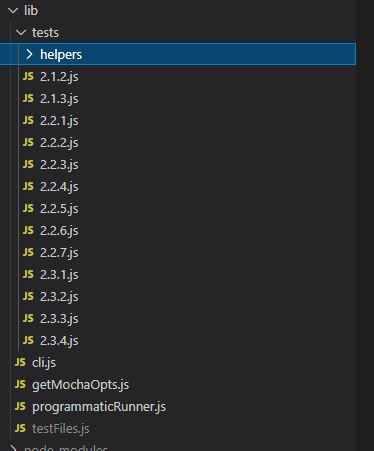 lib
tests
helpers
JS 2.1.2.js
JS 2.1.3.js
JS 2.2.1.js
JS 2.2.2.js
JS 2.2.3.js
JS 2.2.4.js
JS 2.2.5.js
JS 2.2.6.js
JS 2.2.7.js
JS 2.3.1.js
JS 2.3.2.js
JS 2.3.3.js
JS 2.3.4.js
JS cli.js
JS getMochaOpts.js
JS programmaticRunner.js
JS testFiles.js
node_modules